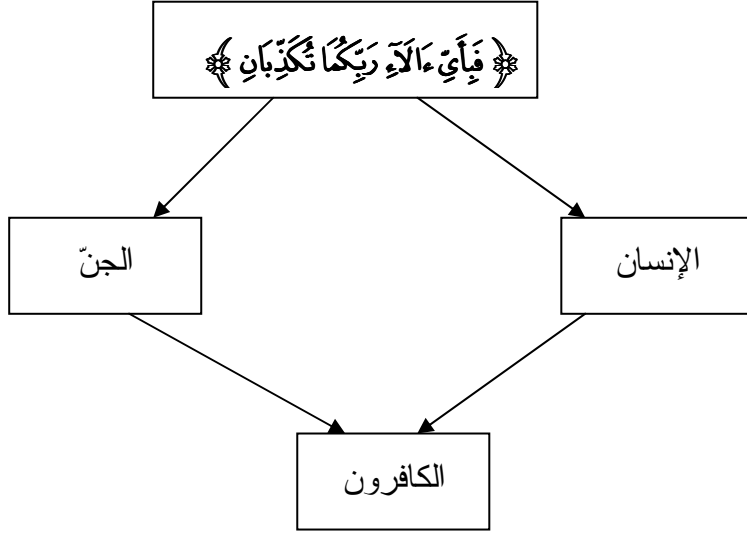 ﴿ فَبِأَيِّ ءَالَآءِ رَبِّكُمَا تُكَذِّبَانِ ﴾
الإنسان
الجنّ
الكافرون